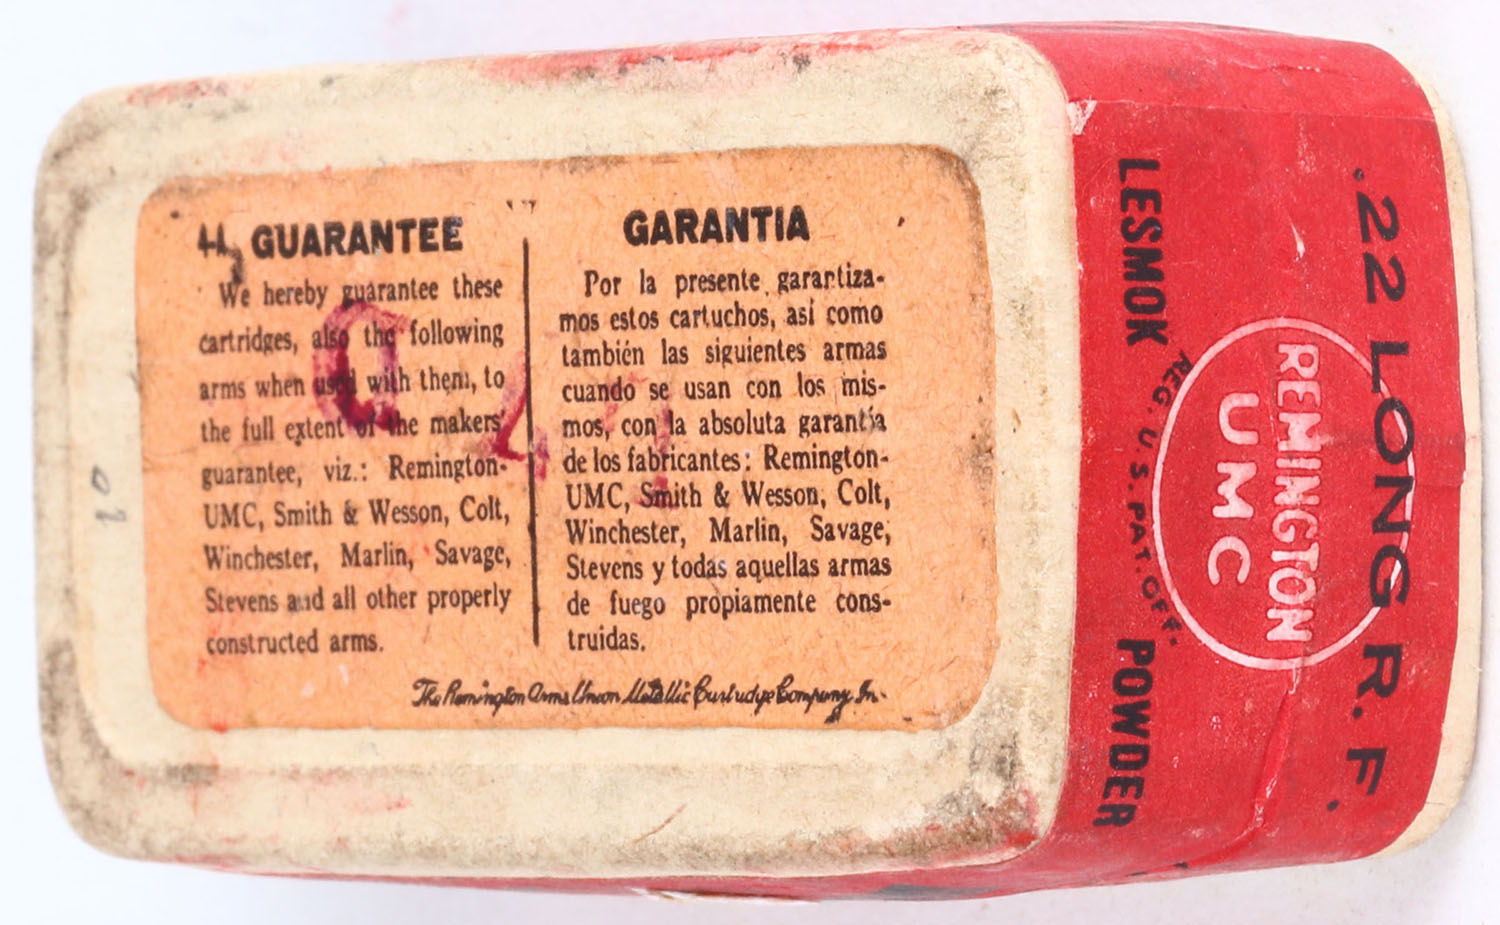 GUARANTEE
We hereby guarantee these
cartridges, also the following
arms when used with them, to
the full extent of the makers'
guarantee, viz.: Remington-
UMC, Smith & Wesson, Colt,
Winchester, Marlin, Savage,
Stevens and all other properly
constructed arms.
GARANTIA
Por la presente garantiza-
mos estos cartuchos, asi como
también las siguientes armas
cuando se usan con los mis-
mos, con la absoluta garantía
de los fabricantes: Remington-
UMC, Smith & Wesson, Colt,
Winchester, Marlin, Savage,
Stevens y todas aquellas armas
de fuego propiamente cons-
truidas.
The Remington Arms Union Metallic Cartridge Company Inc.
.22 LONG R. F.
REMINGTON
UMC
REG. U.S. PAT. OFF.
LESMOK POWDER